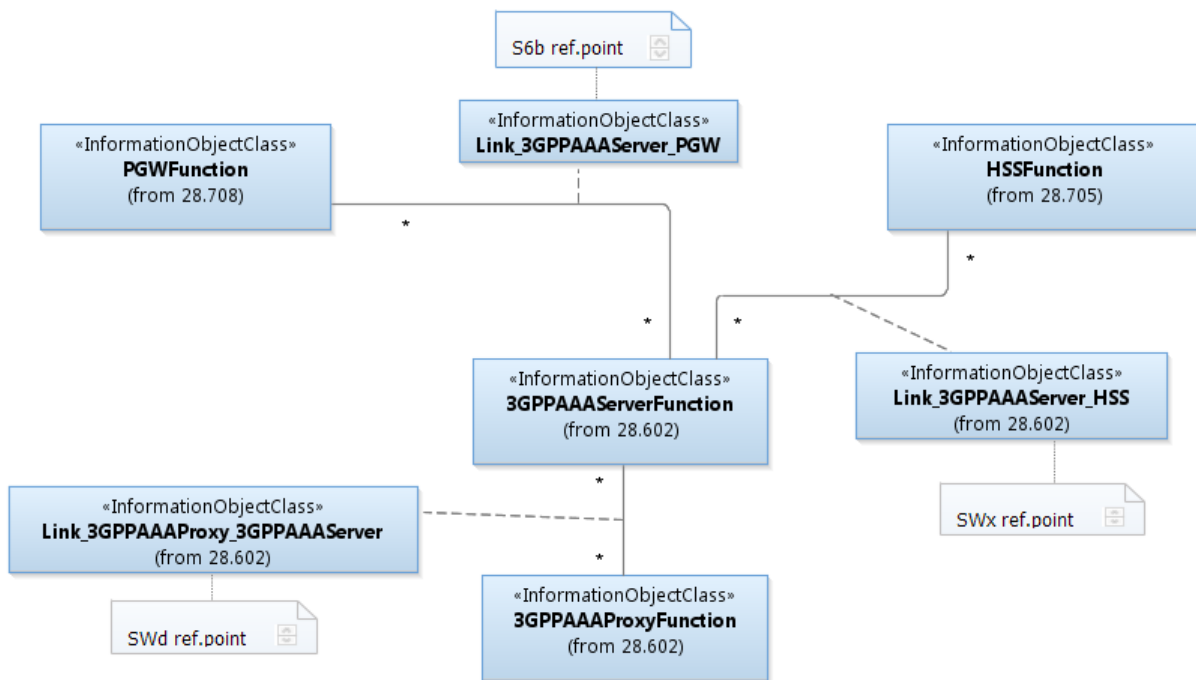 S6b ref.point
«InformationObjectClass»
Link_3GPPAAAServer_PGW
«InformationObjectClass»
PGWFunction
(from 28.708)
«InformationObjectClass»
HSSFunction
(from 28.705)
*
*
*
*
«InformationObjectClass»
3GPPAAAServerFunction
(from 28.602)
«InformationObjectClass»
Link_3GPPAAAServer_HSS
(from 28.602)
*
«InformationObjectClass»
Link_3GPPAAAProxy_3GPPAAAServer
(from 28.602)
SWx ref.point
*
«InformationObjectClass»
3GPPAAAProxyFunction
(from 28.602)
SWd ref.point